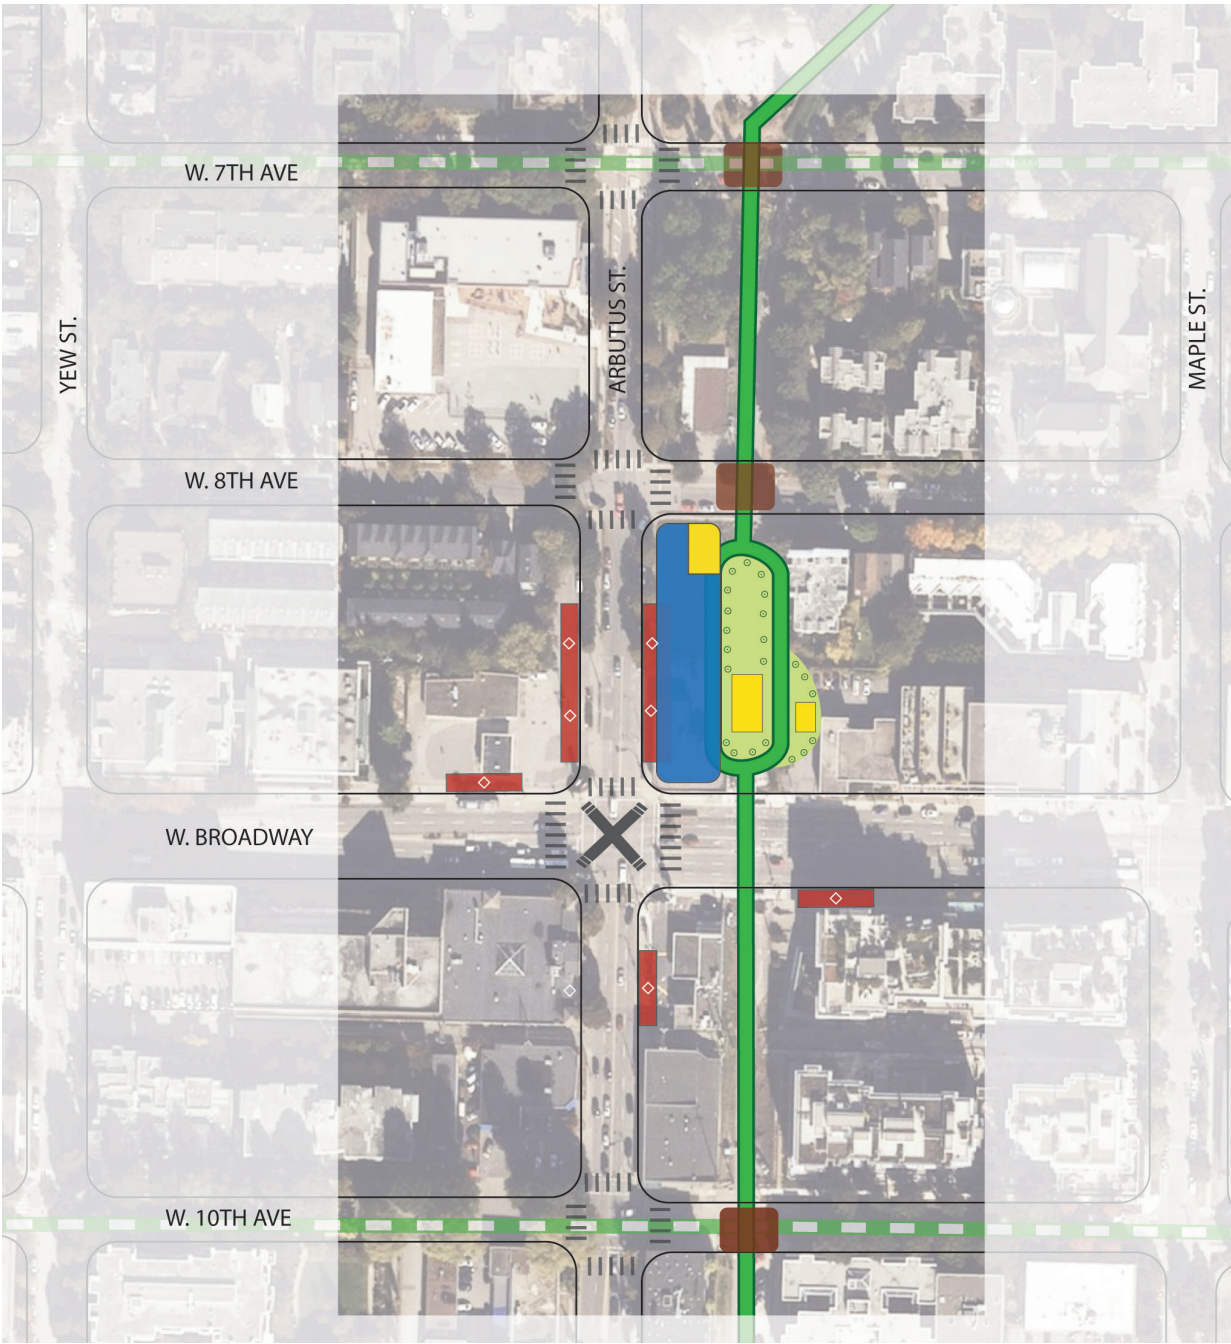 W. 7TH AVE
ARBUTUS ST.
YEW ST.
MAPLE ST.
W. 8TH AVE
W. BROADWAY
W. 10TH AVE